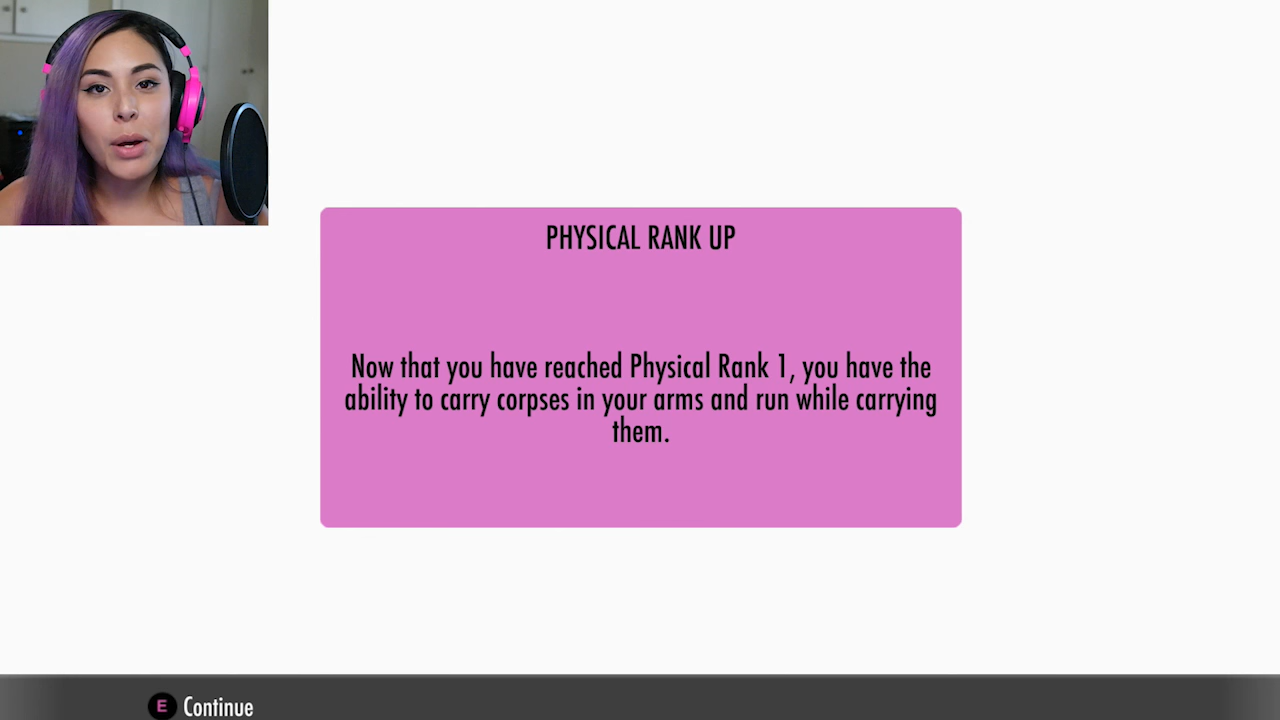 PHYSICAL RANK UP
Now that you have reached Physical Rank 1, you have the
ability to carry corpses in your arms and run while carrying
them.
E Continue